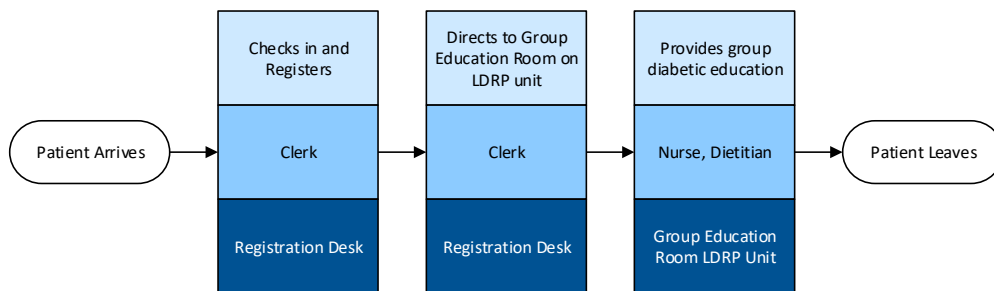 Patient Arrives
Checks in and
Registers
Clerk
Registration Desk
Directs to Group
Education Room on
LDRP unit
Clerk
Registration Desk
Provides group
diabetic education
Nurse, Dietitian
Group Education
Room LDRP Unit
Patient Leaves